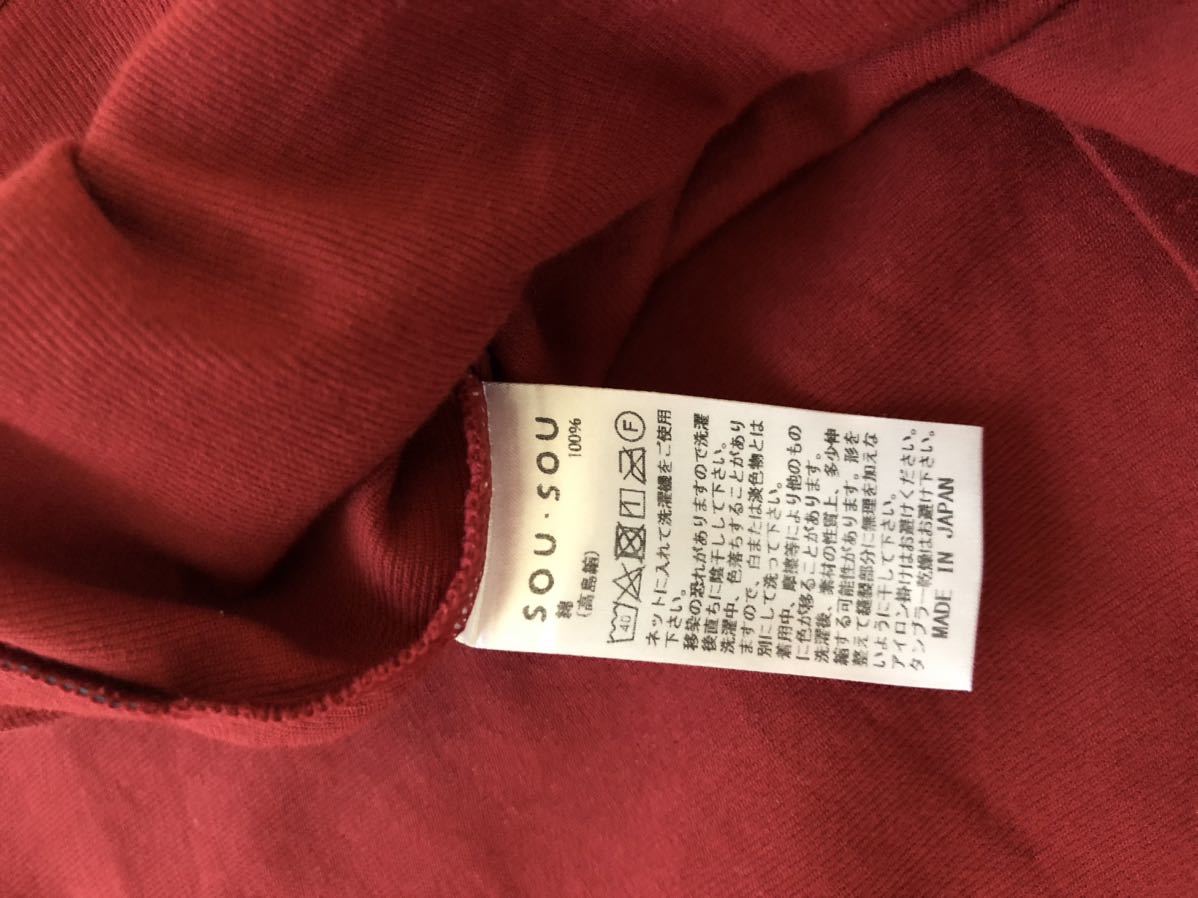 SOU・SOU
綿 100%
(高島縮)
40 F
ネットに入れて洗濯機をご使用
下さい。
移染の恐れがありますので洗濯
後直ちに陰干しして下さい。
洗濯中、色落ちすることがあり
ますので、白または淡色物とは
別にして洗って下さい。
着用中、摩擦等により他のもの
に色が移ることがあります。
洗濯後、素材の性質上、多少伸
縮する可能性があります。形を
整えて縫製部分に無理を加えな
いように干して下さい。
アイロン掛けはお避けください。
タンブラー乾燥はお避け下さい。
MADE IN JAPAN